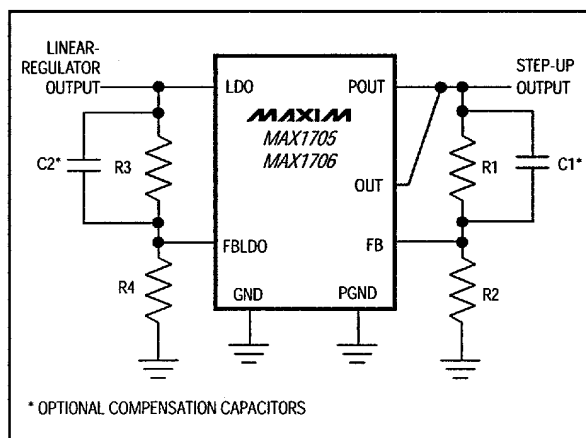 LINEAR-
REGULATOR
OUTPUT
LDO
POUT
STEP-UP
OUTPUT
MAXIM
MAX1705
MAX1706
C2*
R3
R1
C1*
OUT
FBLDO
FB
R4
R2
GND
PGND
* OPTIONAL COMPENSATION CAPACITORS